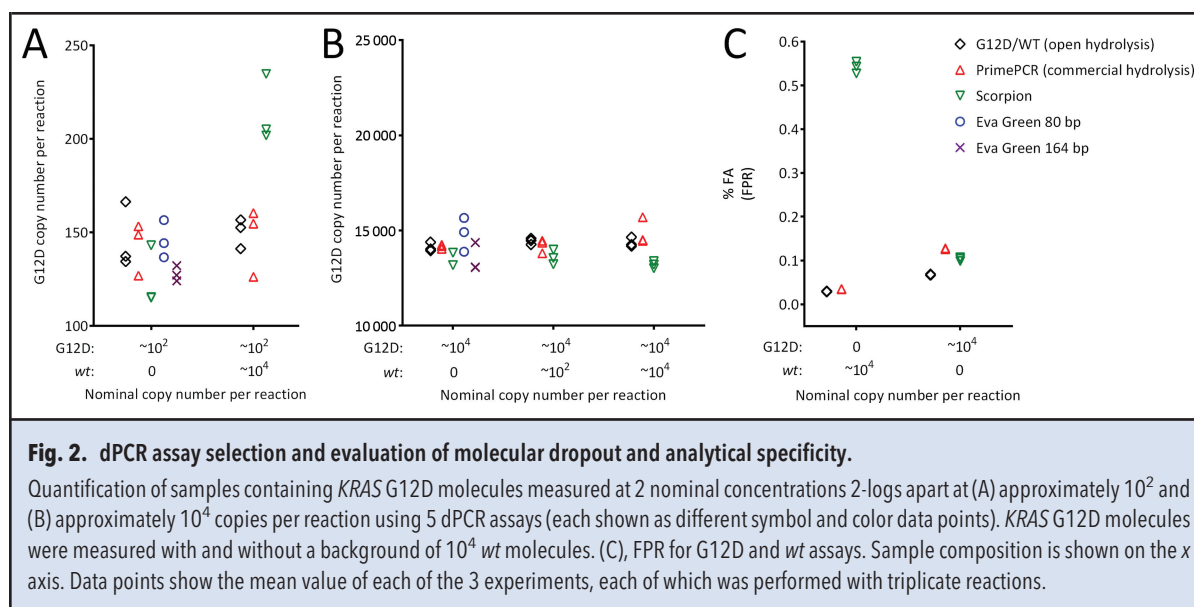 A
B
C
G12D copy number per reaction
250
200
150
100
G12D: ~10² ~10²
wt: 0 ~10⁴
Nominal copy number per reaction
G12D copy number per reaction
25 000
20 000
15 000
10 000
G12D: ~10⁴ ~10⁴ ~10⁴
wt: 0 ~10² ~10⁴
Nominal copy number per reaction
% FA
(FPR)
0.6
0.5
0.4
0.3
0.2
0.1
0.0
G12D: 0 ~10⁴
wt: ~10⁴ 0
Nominal copy number per reaction
G12D/WT (open hydrolysis)
PrimePCR (commercial hydrolysis)
Scorpion
Eva Green 80 bp
Eva Green 164 bp
Fig. 2. dPCR assay selection and evaluation of molecular dropout and analytical specificity.
Quantification of samples containing KRAS G12D molecules measured at 2 nominal concentrations 2-logs apart at (A) approximately 10² and
(B) approximately 10⁴ copies per reaction using 5 dPCR assays (each shown as different symbol and color data points). KRAS G12D molecules
were measured with and without a background of 10⁴ wt molecules. (C), FPR for G12D and wt assays. Sample composition is shown on the x
axis. Data points show the mean value of each of the 3 experiments, each of which was performed with triplicate reactions.